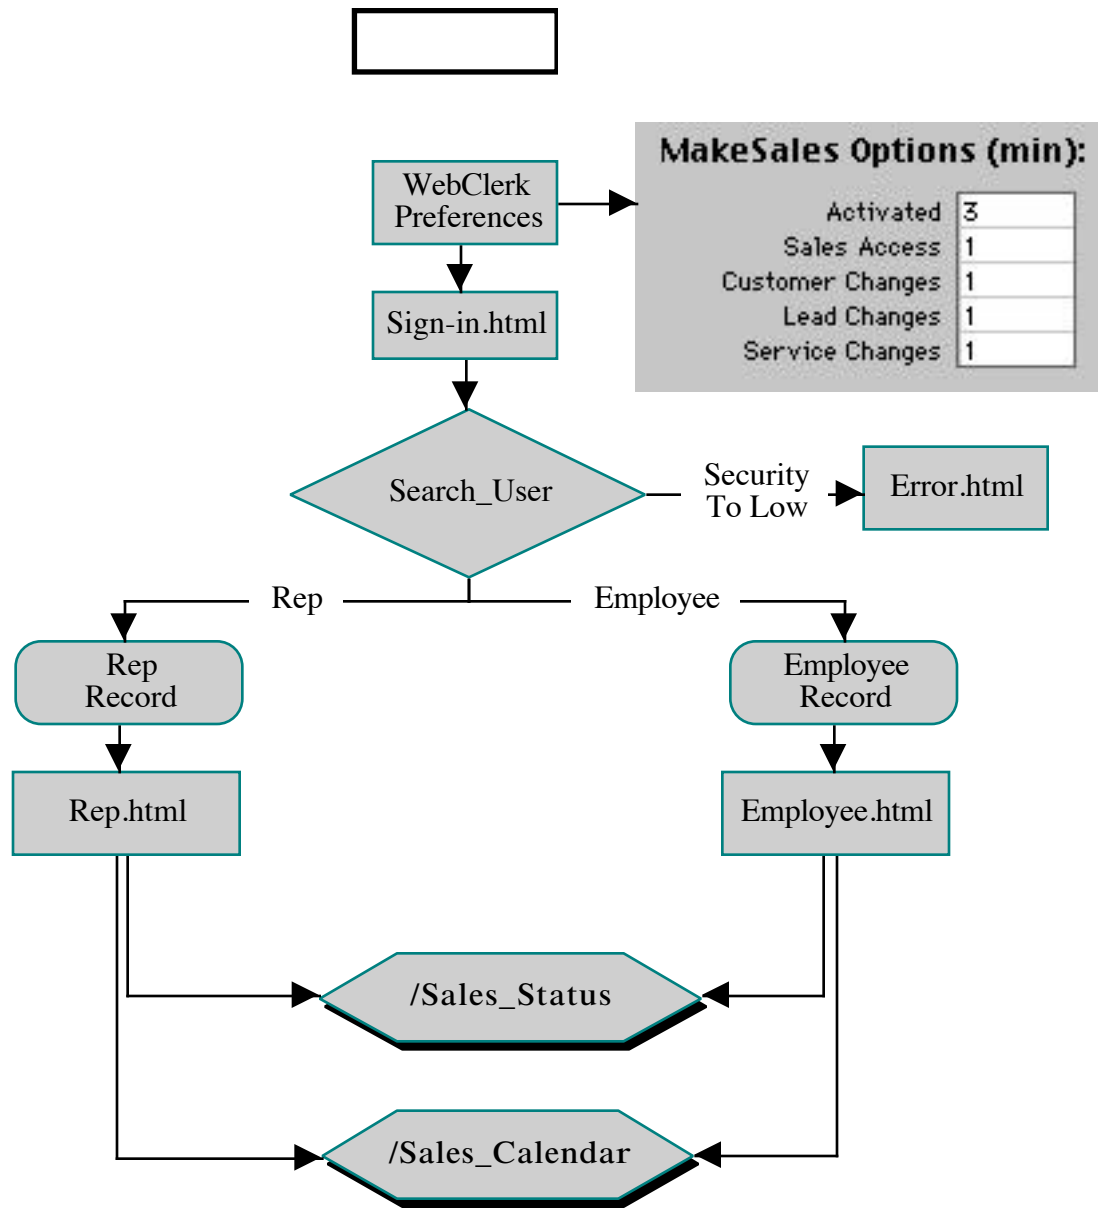 WebClerk
Preferences
MakeSales Options (min):
Activated 3
Sales Access 1
Customer Changes 1
Lead Changes 1
Service Changes 1
Sign-in.html
Search_User
Security
To Low
Error.html
Rep
Employee
Rep
Record
Employee
Record
Rep.html
Employee.html
/Sales_Status
/Sales_Calendar